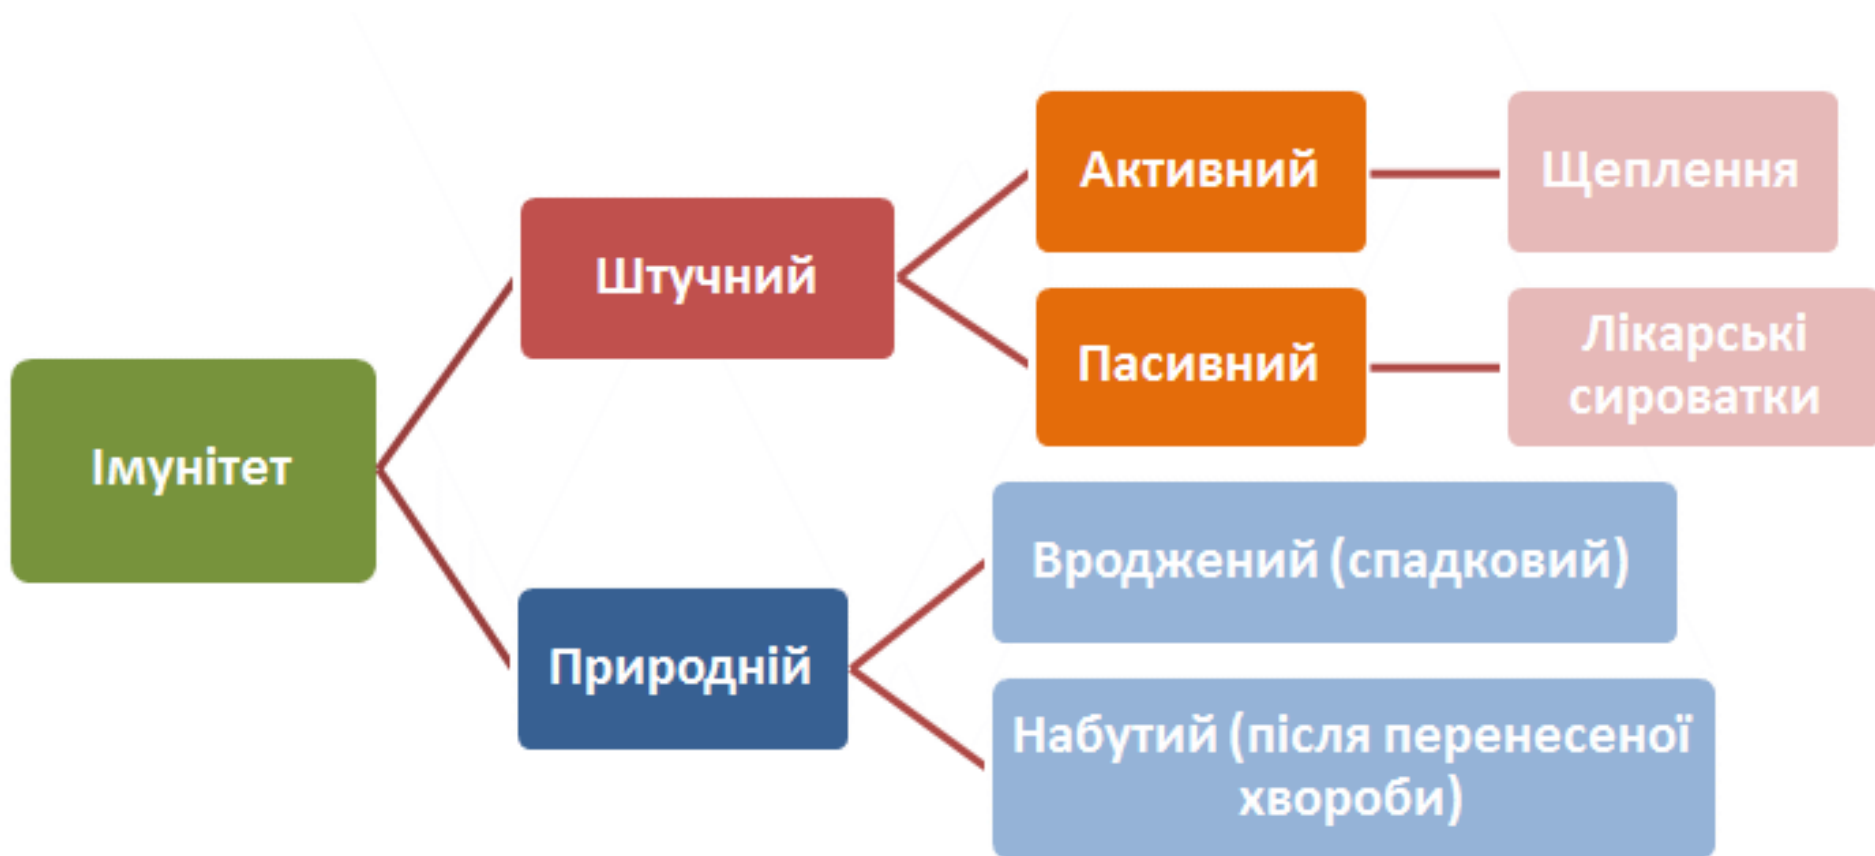 Імунітет
Штучний
Активний
Щеплення
Пасивний
Лікарські
сироватки
Природній
Вроджений (спадковий)
Набутий (після перенесеної
хвороби)